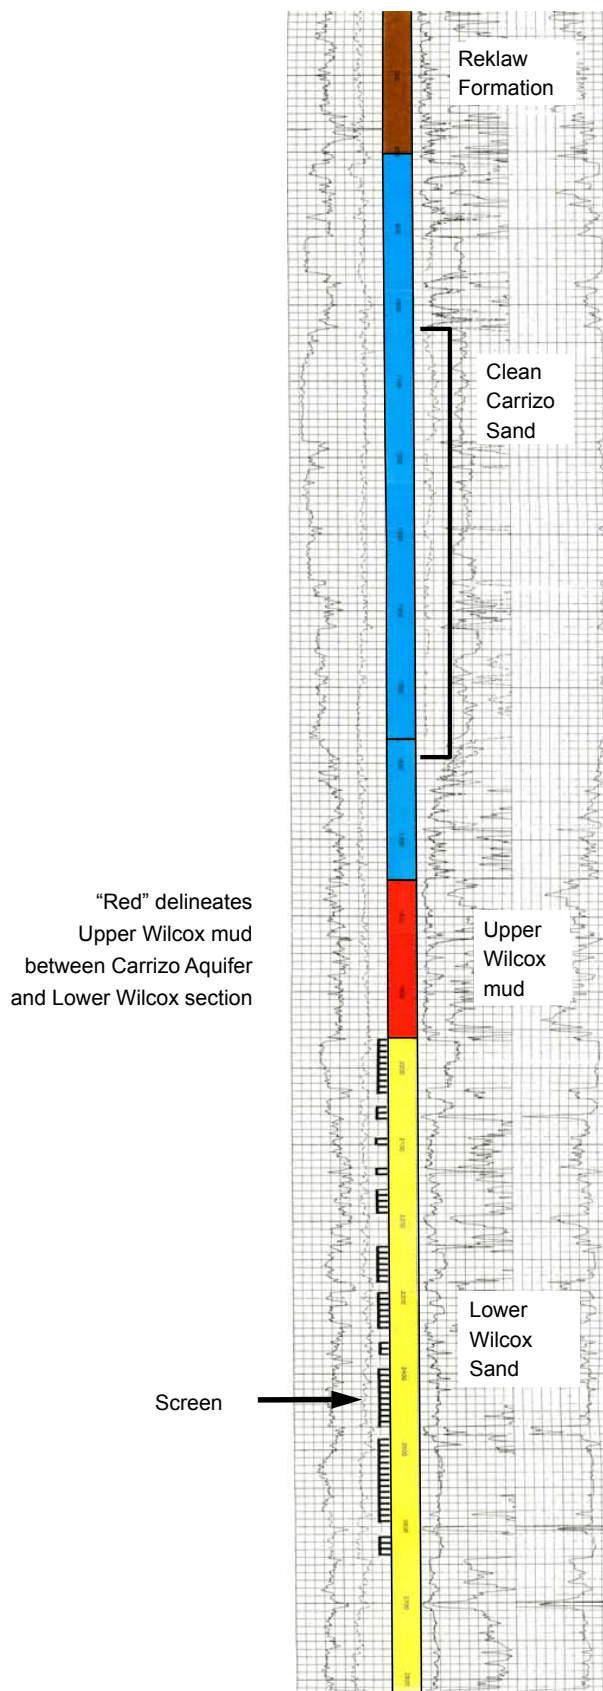 Reklaw
Formation
Clean
Carrizo
Sand
“Red” delineates
Upper Wilcox mud
between Carrizo Aquifer
and Lower Wilcox section
Upper
Wilcox
mud
Lower
Wilcox
Sand
Screen